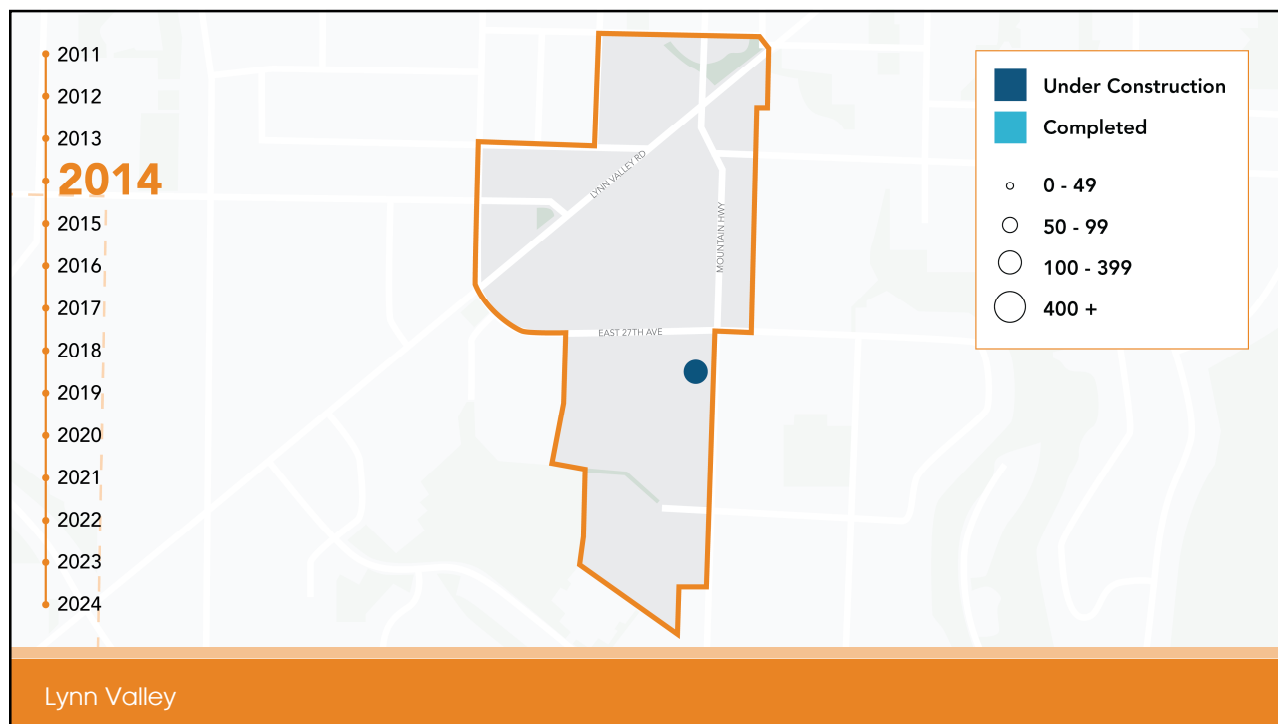 2011
2012
2013
2014
2015
2016
2017
2018
2019
2020
2021
2022
2023
2024
LYNN VALLEY RD
MOUNTAIN HWY
EAST 27TH AVE
Under Construction
Completed
0 - 49
50 - 99
100 - 399
400 +
Lynn Valley